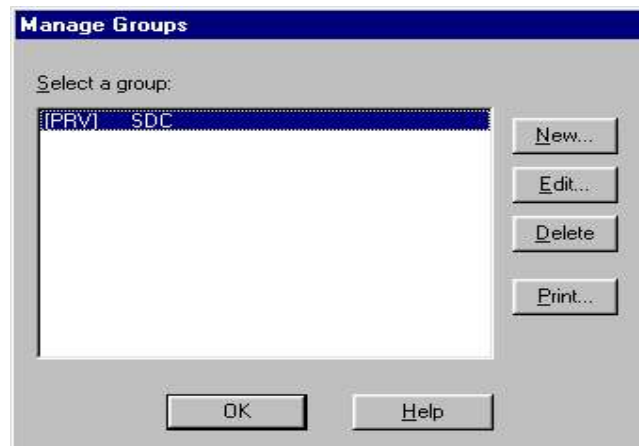 Manage Groups
Select a group:
[PRV] SDC
New...
Edit...
Delete
Print...
OK
Help